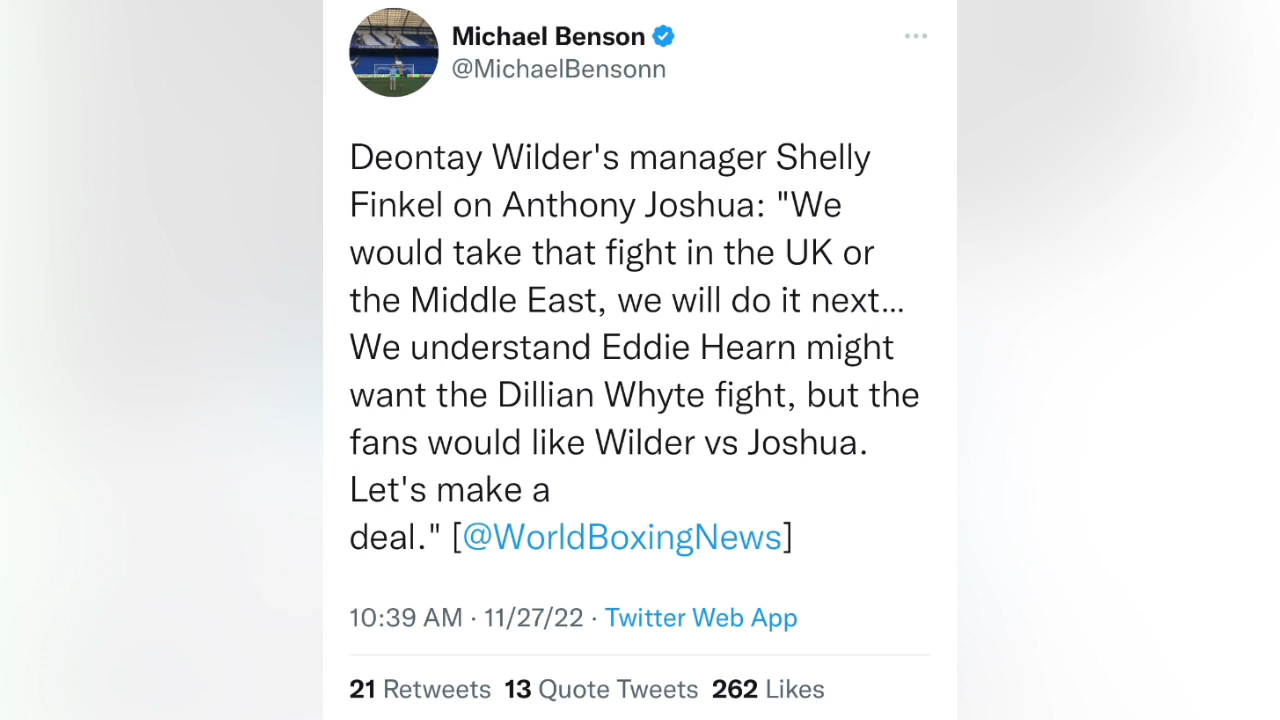 Michael Benson
@MichaelBensonn
Deontay Wilder's manager Shelly
Finkel on Anthony Joshua: "We
would take that fight in the UK or
the Middle East, we will do it next...
We understand Eddie Hearn might
want the Dillian Whyte fight, but the
fans would like Wilder vs Joshua.
Let's make a
deal." [@WorldBoxingNews]
10:39 AM · 11/27/22 · Twitter Web App
21 Retweets 13 Quote Tweets 262 Likes